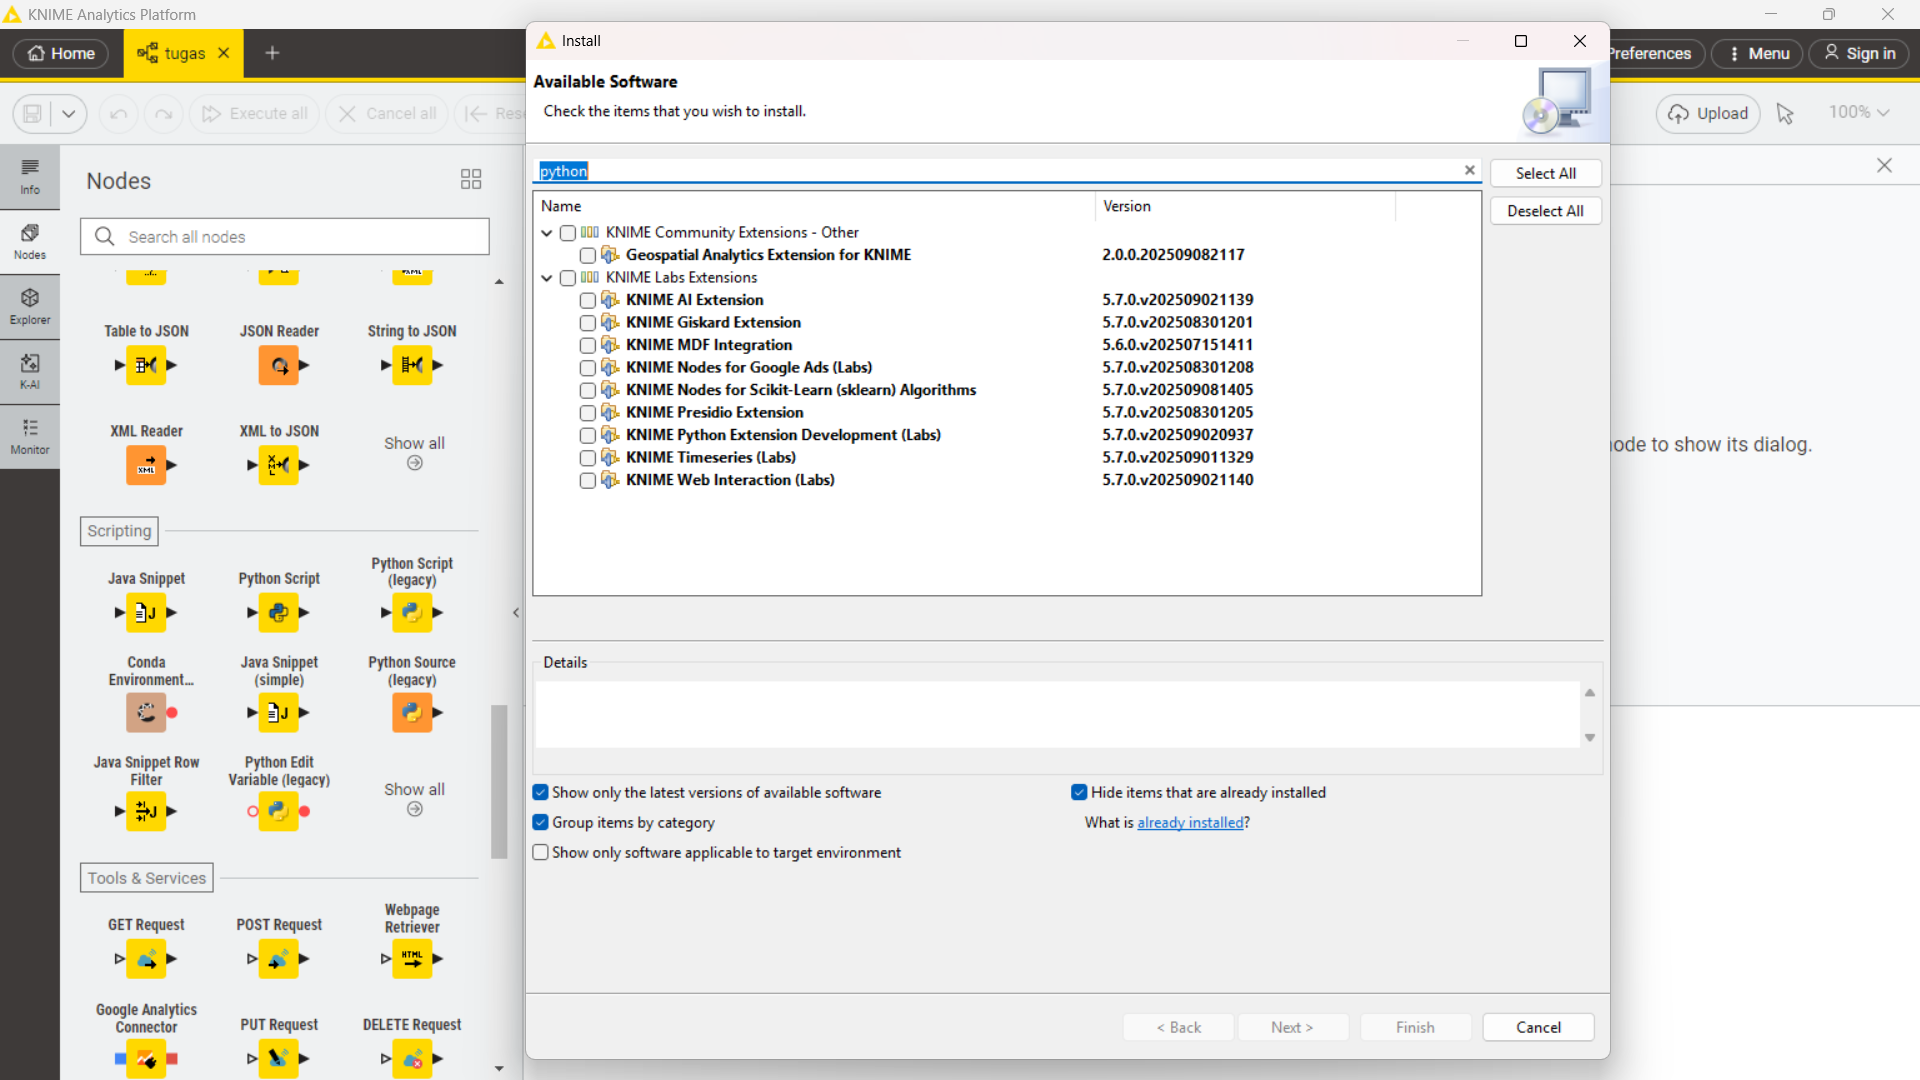 KNIME Analytics Platform
Home
tugas
Preferences
Menu
Sign in
Execute all
Cancel all
Rese
Upload
100%
Info
Nodes
Explorer
K-AI
Monitor
Nodes
Search all nodes
XML
Table to JSON
JSON Reader
String to JSON
XML Reader
XML to JSON
Show all
XML
XML
Scripting
Java Snippet
Python Script
Python Script
(legacy)
J
Conda
Environment...
Java Snippet
(simple)
Python Source
(legacy)
J
Java Snippet Row
Filter
Python Edit
Variable (legacy)
Show all
J
Tools & Services
GET Request
POST Request
Webpage
Retriever
HTML
Google Analytics
Connector
PUT Request
DELETE Request
ode to show its dialog.
Install
Available Software
Check the items that you wish to install.
python
Select All
Deselect All
Name
Version
KNIME Community Extensions - Other
Geospatial Analytics Extension for KNIME 2.0.0.202509082117
KNIME Labs Extensions
KNIME AI Extension 5.7.0.v202509021139
KNIME Giskard Extension 5.7.0.v202508301201
KNIME MDF Integration 5.6.0.v202507151411
KNIME Nodes for Google Ads (Labs) 5.7.0.v202508301208
KNIME Nodes for Scikit-Learn (sklearn) Algorithms 5.7.0.v202509081405
KNIME Presidio Extension 5.7.0.v202508301205
KNIME Python Extension Development (Labs) 5.7.0.v202509020937
KNIME Timeseries (Labs) 5.7.0.v202509011329
KNIME Web Interaction (Labs) 5.7.0.v202509021140
Details
Show only the latest versions of available software
Hide items that are already installed
Group items by category
What is already installed?
Show only software applicable to target environment
< Back
Next >
Finish
Cancel